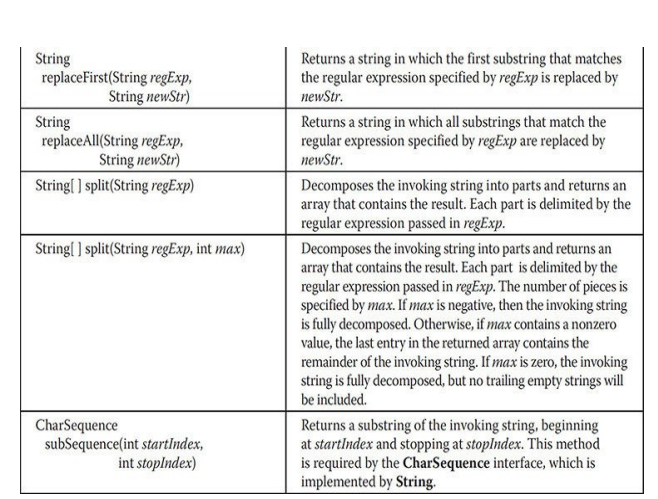 String
replaceFirst(String regExp,
String newStr)
Returns a string in which the first substring that matches
the regular expression specified by regExp is replaced by
newStr.
String
replaceAll(String regExp,
String newStr)
Returns a string in which all substrings that match the
regular expression specified by regExp are replaced by
newStr.
String[ ] split(String regExp)
Decomposes the invoking string into parts and returns an
array that contains the result. Each part is delimited by the
regular expression passed in regExp.
String[ ] split(String regExp, int max)
Decomposes the invoking string into parts and returns an
array that contains the result. Each part is delimited by the
regular expression passed in regExp. The number of pieces is
specified by max. If max is negative, then the invoking string
is fully decomposed. Otherwise, if max contains a nonzero
value, the last entry in the returned array contains the
remainder of the invoking string. If max is zero, the invoking
string is fully decomposed, but no trailing empty strings will
be included.
CharSequence
subSequence(int startIndex,
int stopIndex)
Returns a substring of the invoking string, beginning
at startIndex and stopping at stopIndex. This method
is required by the CharSequence interface, which is
implemented by String.